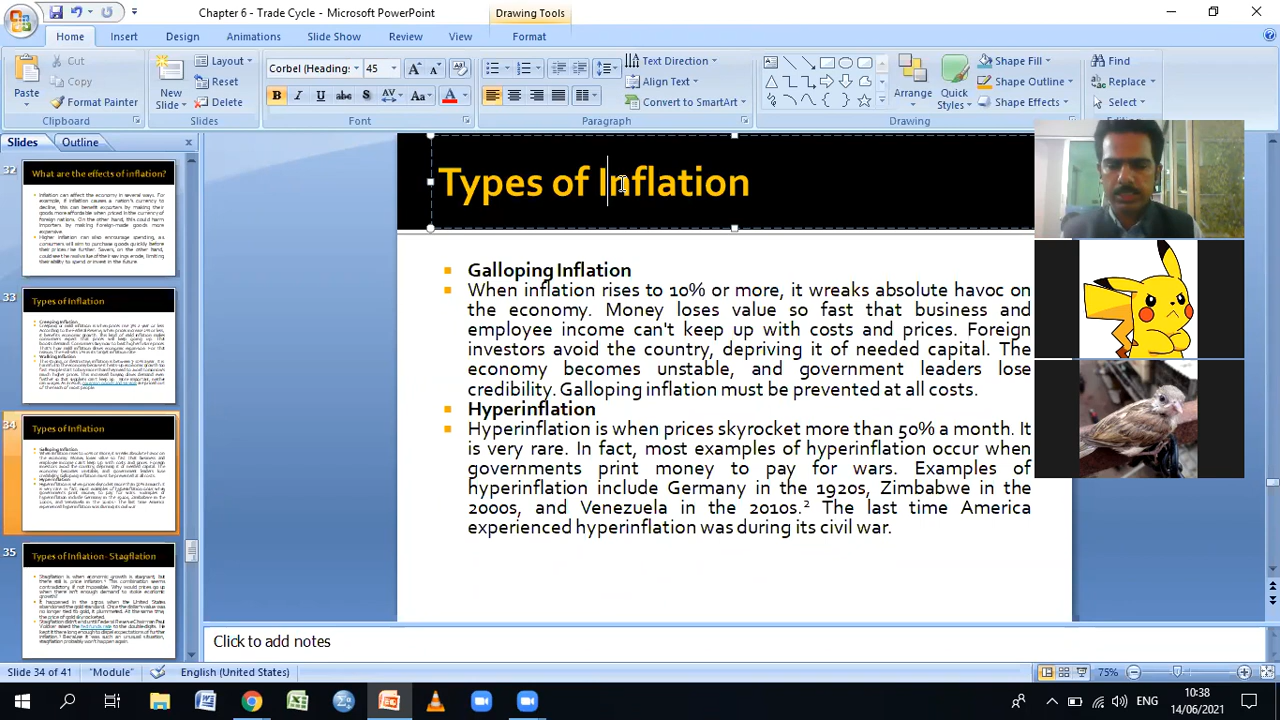 Chapter 6 - Trade Cycle - Microsoft PowerPoint
Drawing Tools
Home
Insert
Design
Animations
Slide Show
Review
View
Format
Paste
Cut
Copy
Format Painter
Clipboard
New Slide
Layout
Reset
Delete
Slides
Corbel (Heading:
45
B I U abc S AV Aa A
Font
Text Direction
Align Text
Convert to SmartArt
Paragraph
Arrange
Quick Styles
Shape Fill
Shape Outline
Shape Effects
Drawing
Find
Replace
Select
Slides
Outline
32
What are the effects of inflation?
33
Types of Inflation
34
Types of Inflation
35
Types of Inflation - Stagflation
Types of Inflation
Galloping Inflation
When inflation rises to 10% or more, it wreaks absolute havoc on
the economy. Money loses value so fast that business and
employee income can't keep up with costs and prices. Foreign
investors avoid the country, depriving it of needed capital. The
economy becomes unstable, and government leaders lose
credibility. Galloping inflation must be prevented at all costs.
Hyperinflation
Hyperinflation is when prices skyrocket more than 50% a month. It
is very rare. In fact, most examples of hyperinflation occur when
governments print money to pay for wars. Examples of
hyperinflation include Germany in the 1920s, Zimbabwe in the
2000s, and Venezuela in the 2010s.² The last time America
experienced hyperinflation was during its civil war.
Click to add notes
Slide 34 of 41
"Module"
English (United States)
75%
ENG
10:38
14/06/2021